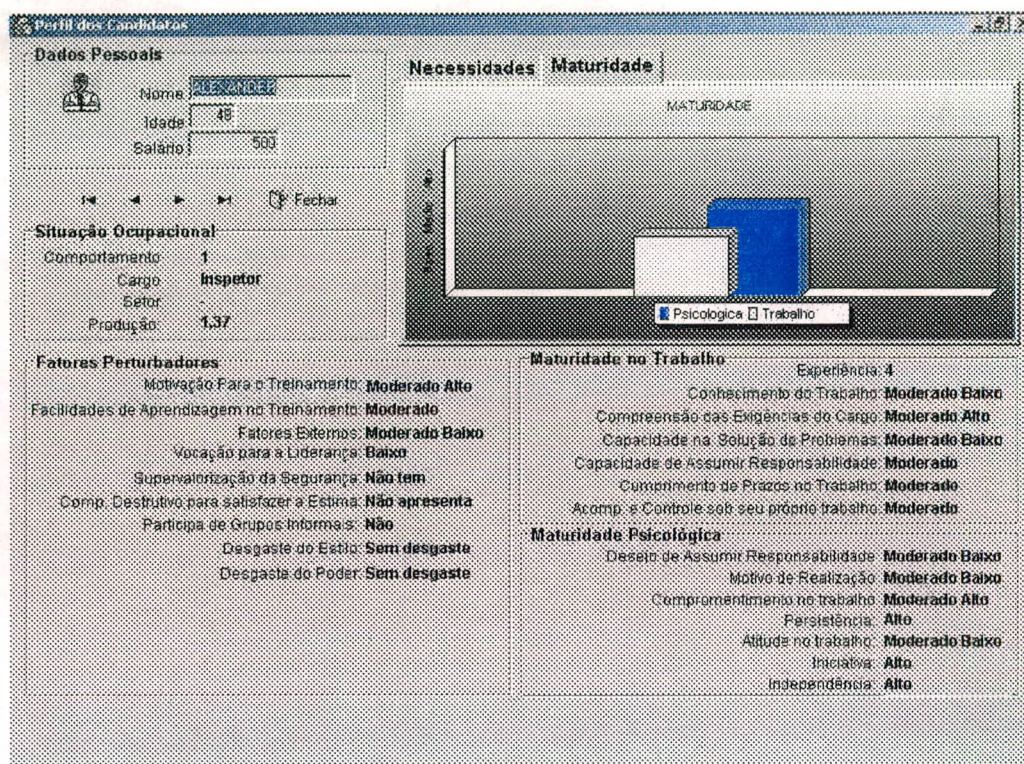 Perfil dos Candidatos
Dados Pessoais
Nome ALEXANDER
Idade 48
Salário 500
Fechar
Situação Ocupacional
Comportamento 1
Cargo Inspetor
Setor -
Produção: 1,37
Necessidades Maturidade
MATURIDADE
Médio Alto
Psicologica Trabalho
Fatores Perturbadores
Motivação Para o Treinamento: Moderado Alto
Facilidades de Aprendizagem no Treinamento: Moderado
Fatores Externos: Moderado Baixo
Vocação para a Liderança: Baixo
Supervalorização da Segurança: Não tem
Comp. Destrutivo para satisfazer a Estima: Não apresenta
Participa de Grupos Informais: Não
Desgaste do Estilo: Sem desgaste
Desgaste do Poder: Sem desgaste
Maturidade no Trabalho
Experiência: 4
Conhecimento do Trabalho: Moderado Baixo
Compreensão das Exigências do Cargo: Moderado Alto
Capacidade na Solução de Problemas: Moderado Baixo
Capacidade de Assumir Responsabilidade: Moderado
Cumprimento de Prazos no Trabalho: Moderado
Acomp. e Controle sob seu próprio trabalho: Moderado
Maturidade Psicológica
Desejo de Assumir Responsabilidade Moderado Baixo
Motivo de Realização Moderado Baixo
Compromentimento no trabalho Moderado Alto
Persistência: Alto
Atitude no trabalho: Moderado Baixo
Iniciativa: Alto
Independência: Alto